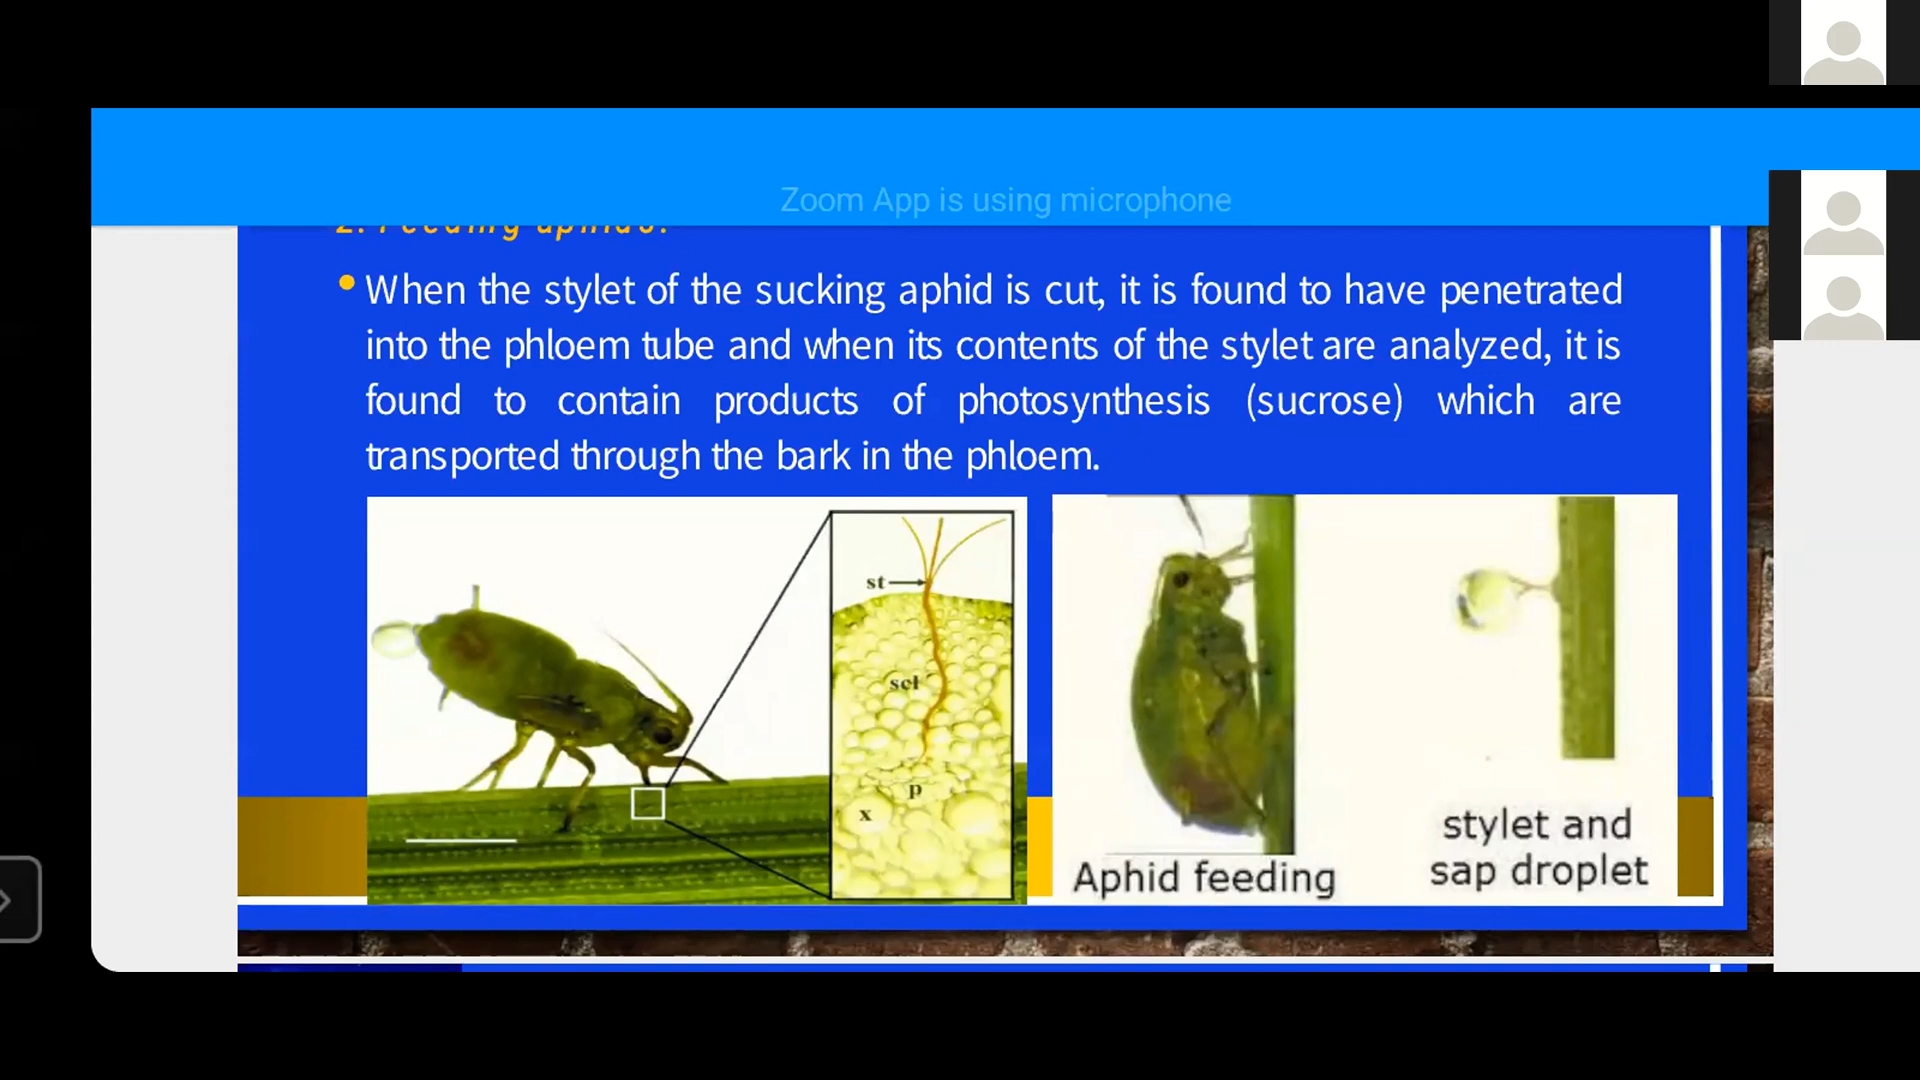 Zoom App is using microphone
2. Feeding aphids:
When the stylet of the sucking aphid is cut, it is found to have penetrated
into the phloem tube and when its contents of the stylet are analyzed, it is
found to contain products of photosynthesis (sucrose) which are
transported through the bark in the phloem.
st
scl
p
x
Aphid feeding
stylet and
sap droplet